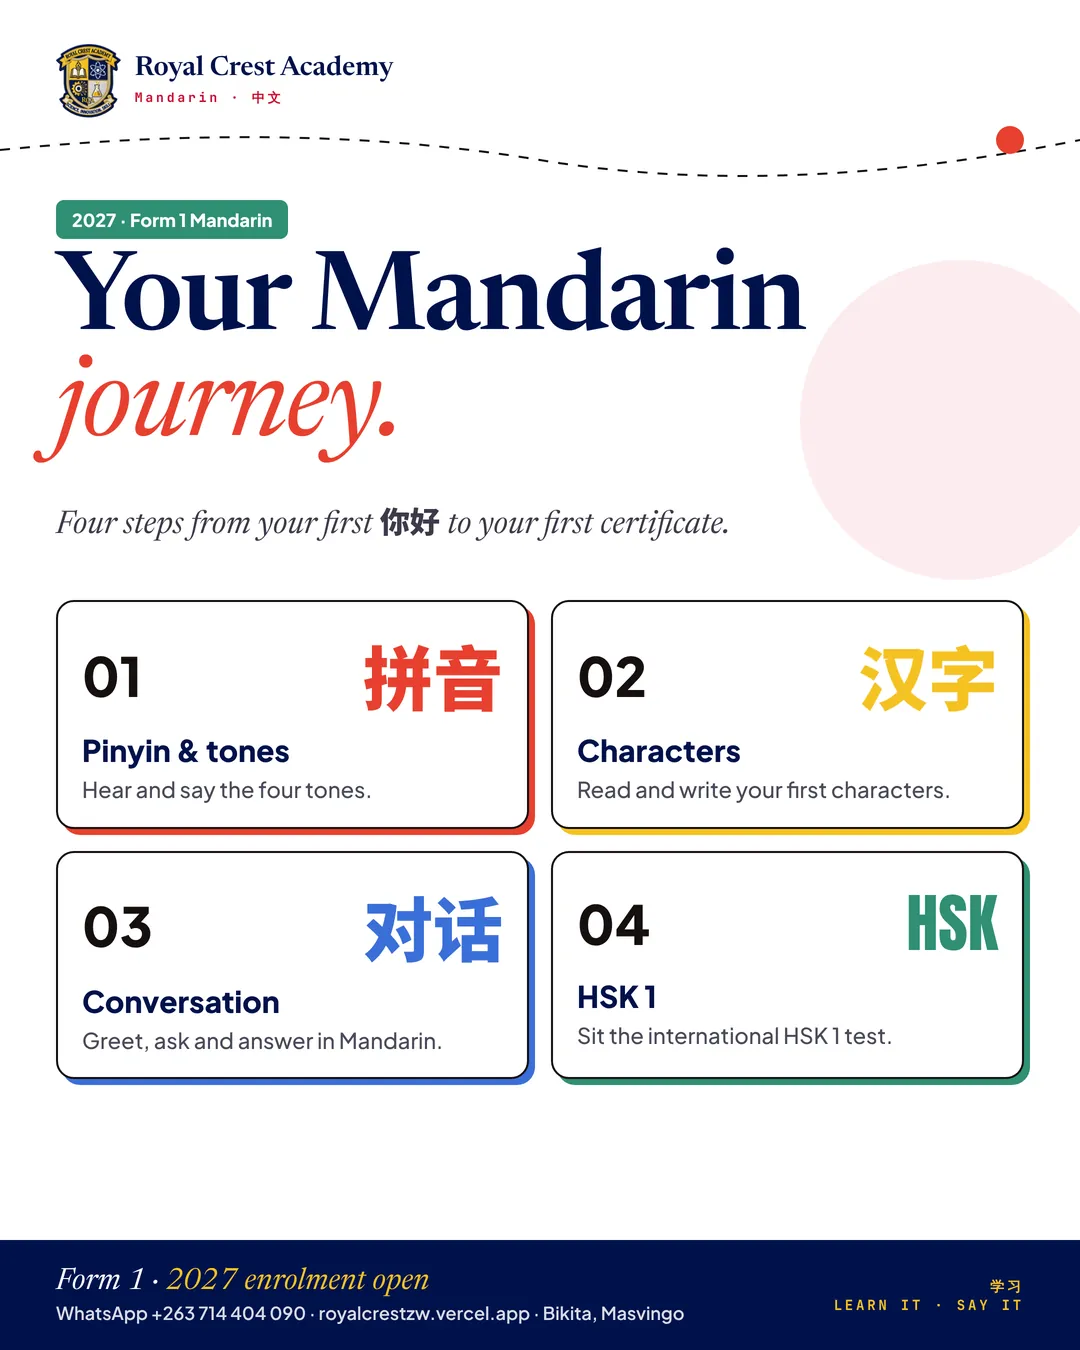 ROYAL CREST ACADEMY
Royal Crest Academy
Mandarin · 中文
2027 · Form 1 Mandarin
Your Mandarin
journey.
Four steps from your first 你好 to your first certificate.
01 拼音
Pinyin & tones
Hear and say the four tones.
02 汉字
Characters
Read and write your first characters.
03 对话
Conversation
Greet, ask and answer in Mandarin.
04 HSK
HSK 1
Sit the international HSK 1 test.
Form 1 · 2027 enrolment open
WhatsApp +263 714 404 090 · royalcrestzw.vercel.app · Bikita, Masvingo
学习
LEARN IT · SAY IT